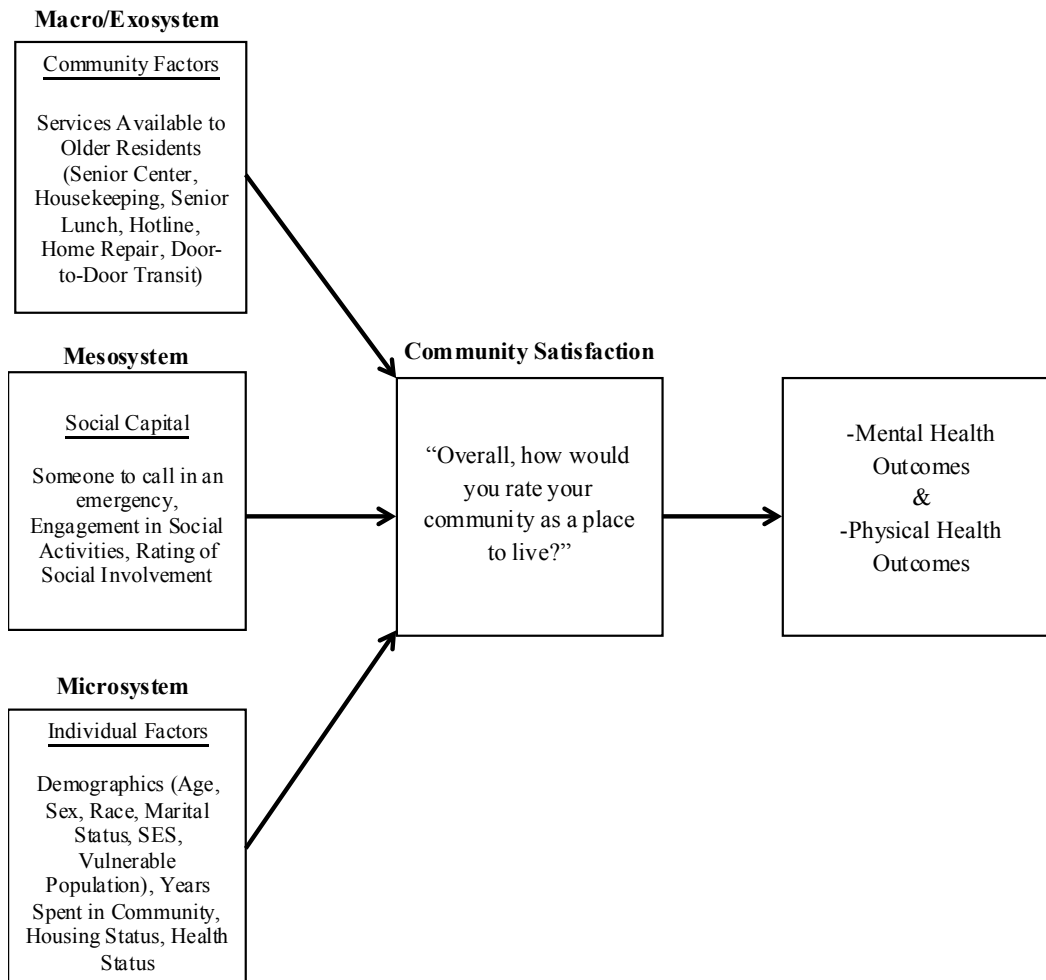 Macro/Exosystem
Community Factors
Services Available to
Older Residents
(Senior Center,
Housekeeping, Senior
Lunch, Hotline,
Home Repair, Door-
to-Door Transit)
Mesosystem
Social Capital
Someone to call in an
emergency,
Engagement in Social
Activities, Rating of
Social Involvement
Microsystem
Individual Factors
Demographics (Age,
Sex, Race, Marital
Status, SES,
Vulnerable
Population), Years
Spent in Community,
Housing Status, Health
Status
Community Satisfaction
“Overall, how would
you rate your
community as a place
to live?”
-Mental Health
Outcomes
&
-Physical Health
Outcomes